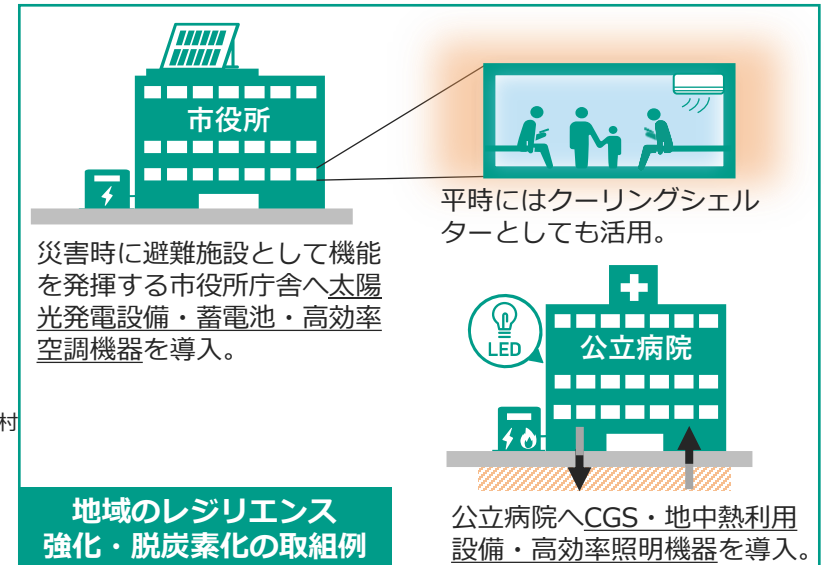 市役所
災害時に避難施設として機能
を発揮する市役所庁舎へ太陽
光発電設備・蓄電池・高効率
空調機器を導入。
平時にはクーリングシェル
ターとしても活用。
LED
公立病院
公立病院へCGS・地中熱利用
設備・高効率照明機器を導入。
村
地域のレジリエンス
強化・脱炭素化の取組例